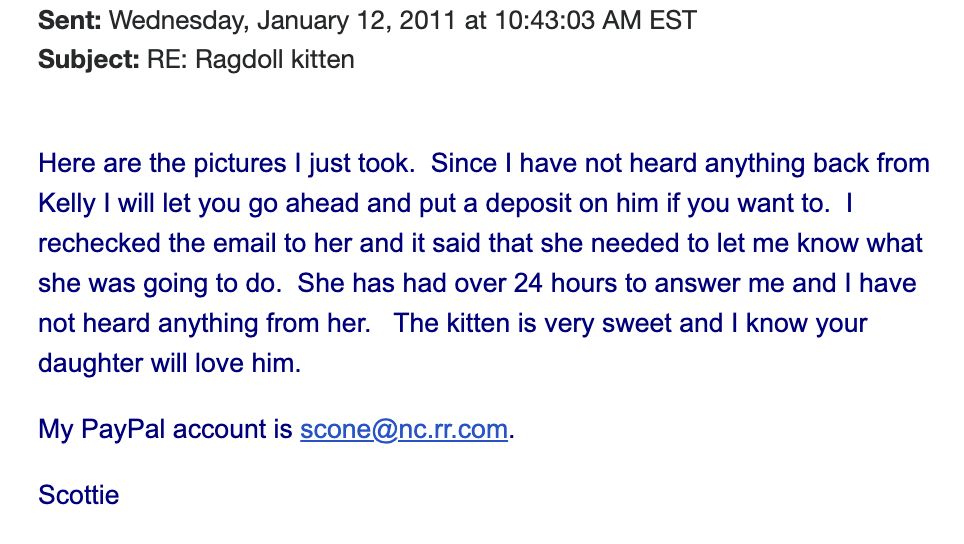 Sent: Wednesday, January 12, 2011 at 10:43:03 AM EST
Subject: RE: Ragdoll kitten
Here are the pictures I just took.  Since I have not heard anything back from
Kelly I will let you go ahead and put a deposit on him if you want to.  I
rechecked the email to her and it said that she needed to let me know what
she was going to do.  She has had over 24 hours to answer me and I have
not heard anything from her.   The kitten is very sweet and I know your
daughter will love him.
My PayPal account is scone@nc.rr.com.
Scottie